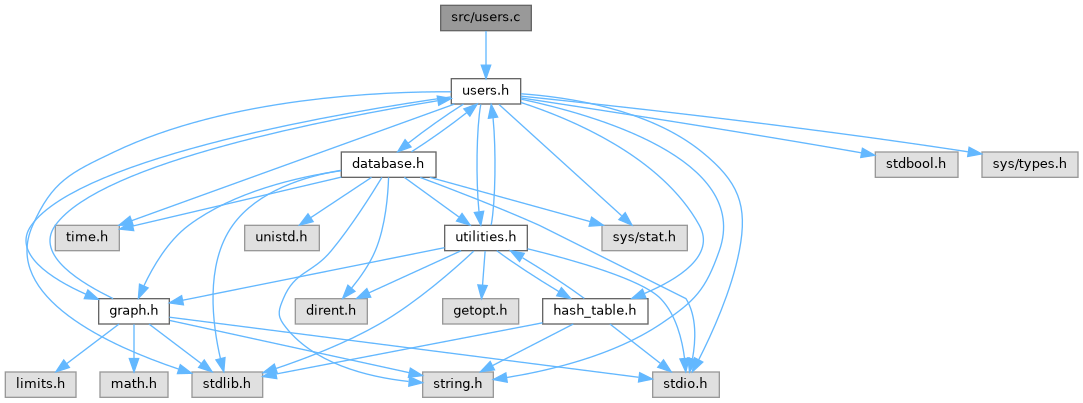 src/users.c
users.h
database.h
stdbool.h
sys/types.h
time.h
unistd.h
utilities.h
sys/stat.h
graph.h
dirent.h
getopt.h
hash_table.h
limits.h
math.h
stdlib.h
string.h
stdio.h